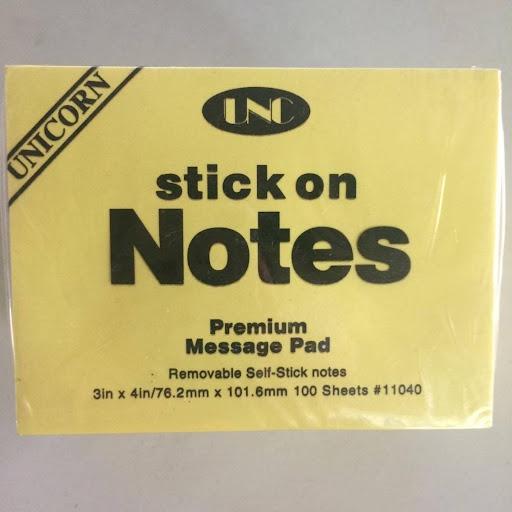 UNICORN
UNC
stick on
Notes
Premium
Message Pad
Removable Self-Stick notes
3in x 4in/76.2mm x 101.6mm 100 Sheets #11040